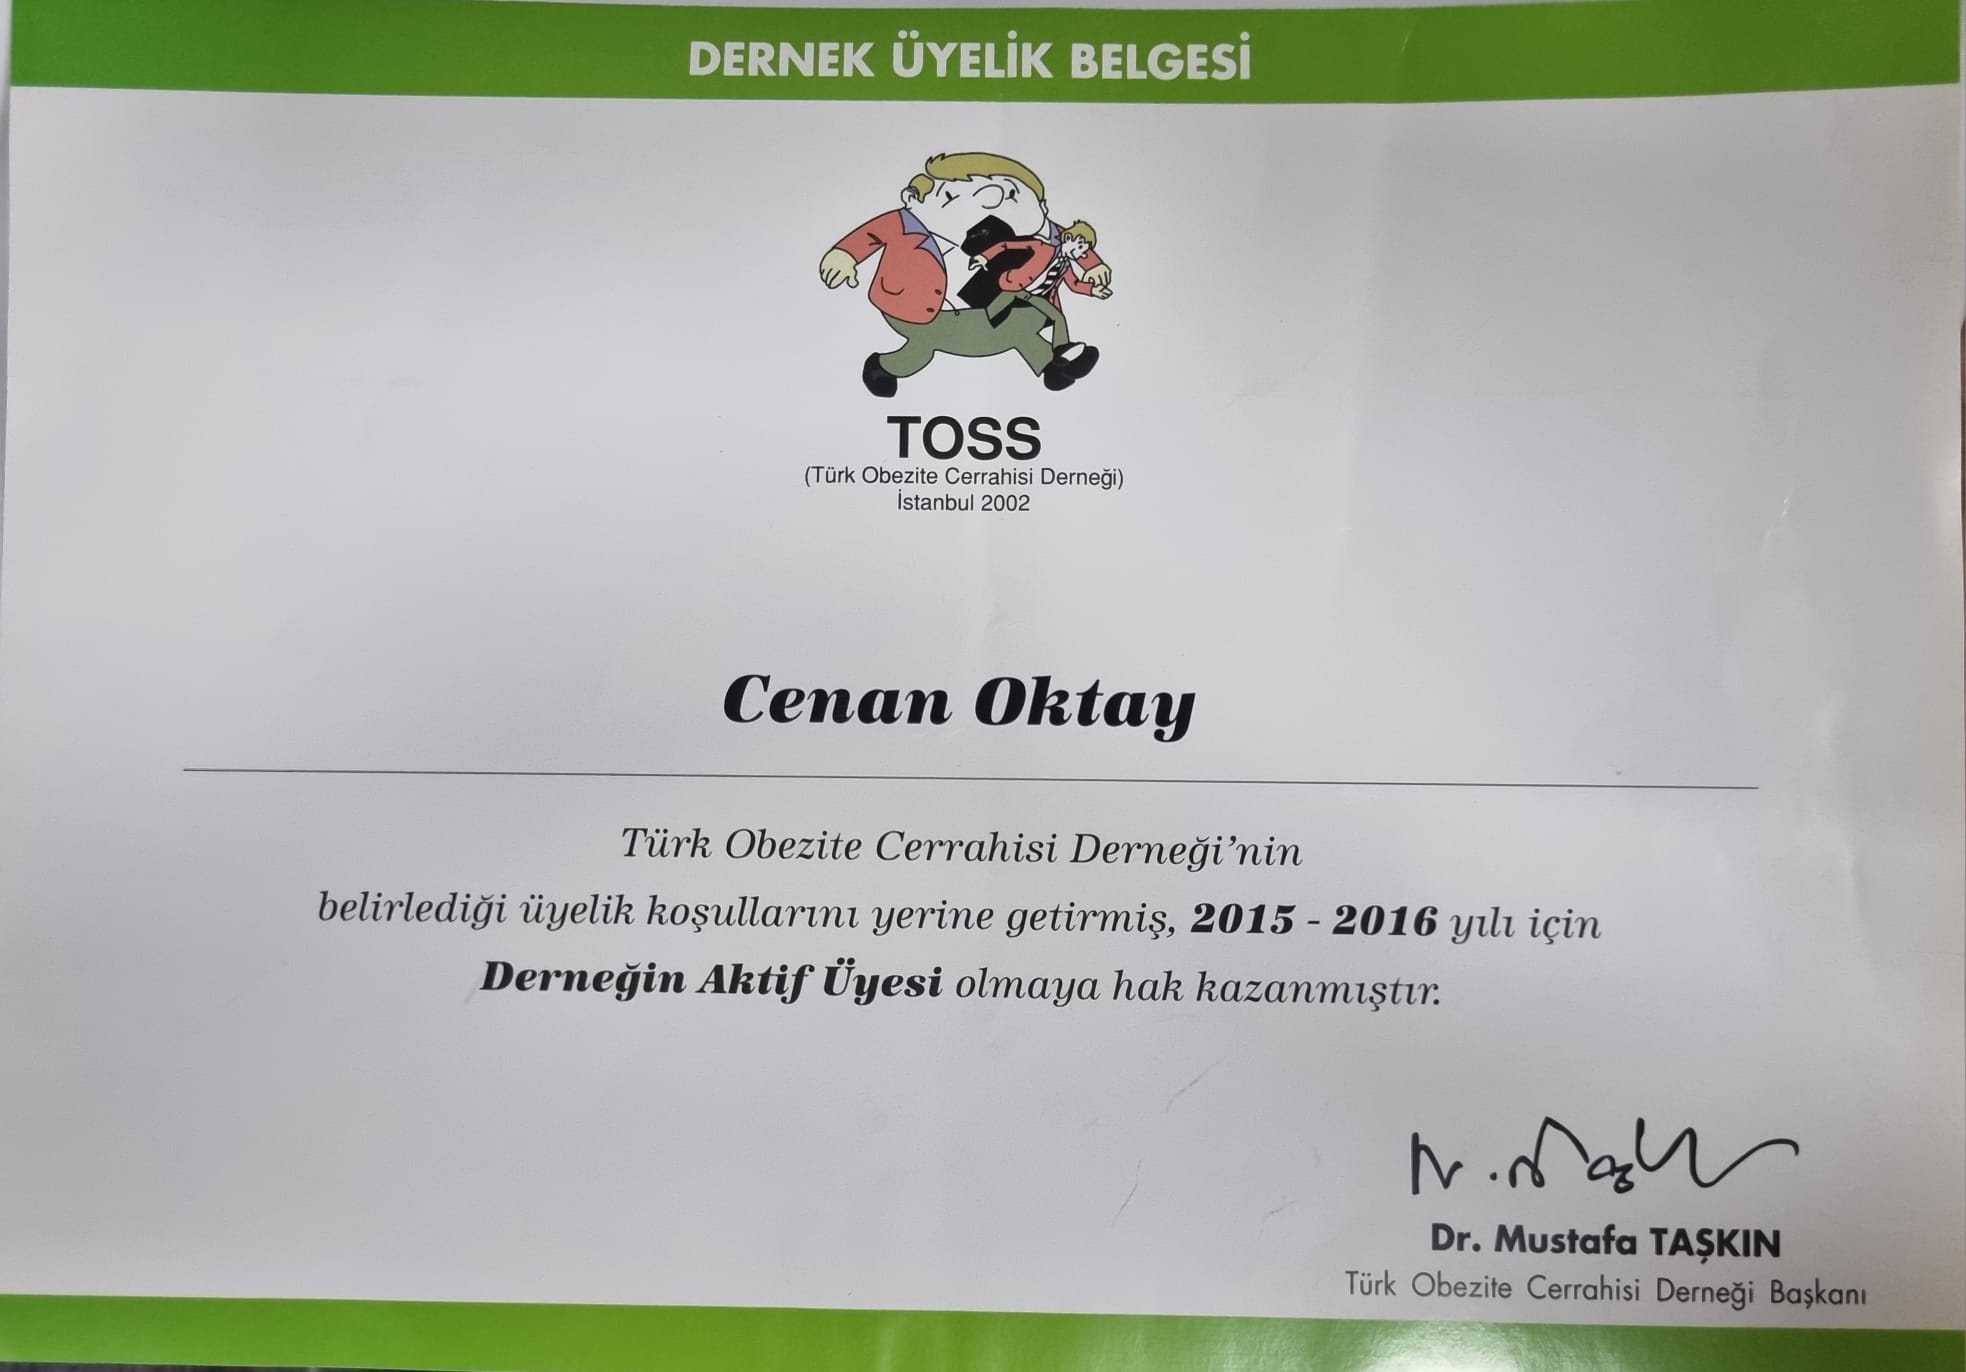 DERNEK ÜYELİK BELGESİ
TOSS
(Türk Obezite Cerrahisi Derneği)
İstanbul 2002
Cenan Oktay
Türk Obezite Cerrahisi Derneği’nin
belirlediği üyelik koşullarını yerine getirmiş, 2015 - 2016 yılı için
Derneğin Aktif Üyesi olmaya hak kazanmıştır.
Dr. Mustafa TAŞKIN
Türk Obezite Cerrahisi Derneği Başkanı